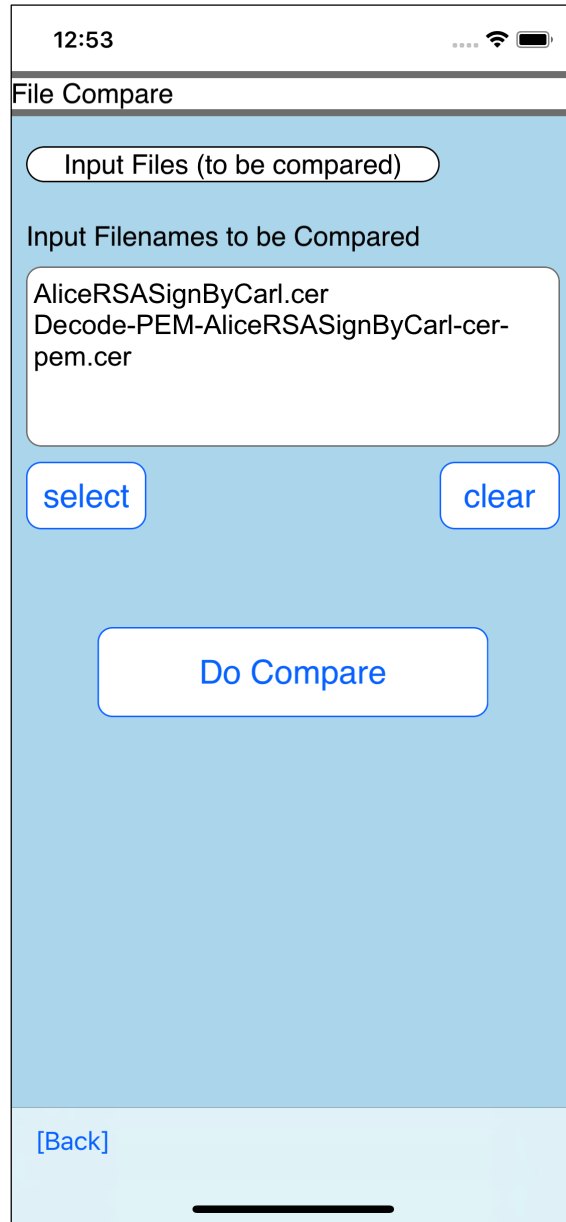 12:53
File Compare
Input Files (to be compared)
Input Filenames to be Compared
AliceRSASignByCarl.cer
Decode-PEM-AliceRSASignByCarl-cer-
pem.cer
select
clear
Do Compare
[Back]